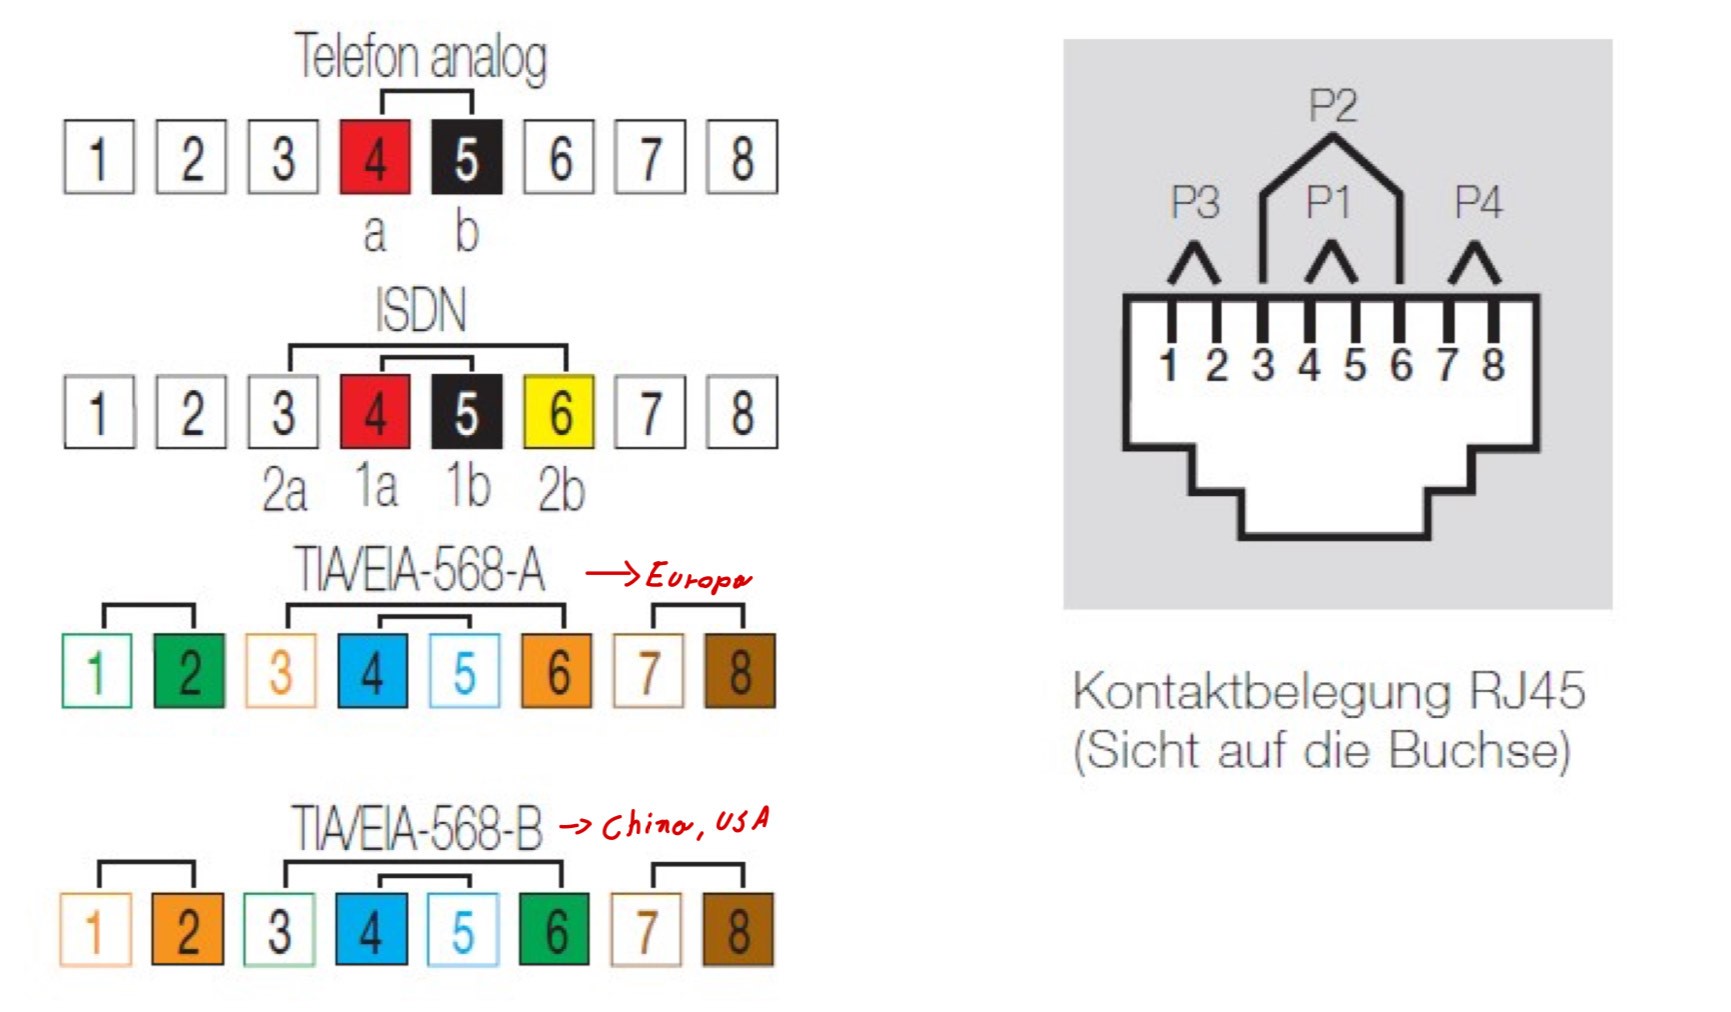 Telefon analog
1 2 3 4 5 6 7 8
a b
ISDN
1 2 3 4 5 6 7 8
2a 1a 1b 2b
TIA/EIA-568-A → Europa
1 2 3 4 5 6 7 8
TIA/EIA-568-B → China, USA
1 2 3 4 5 6 7 8
P2
P3 P1 P4
1 2 3 4 5 6 7 8
Kontaktbelegung RJ45
(Sicht auf die Buchse)